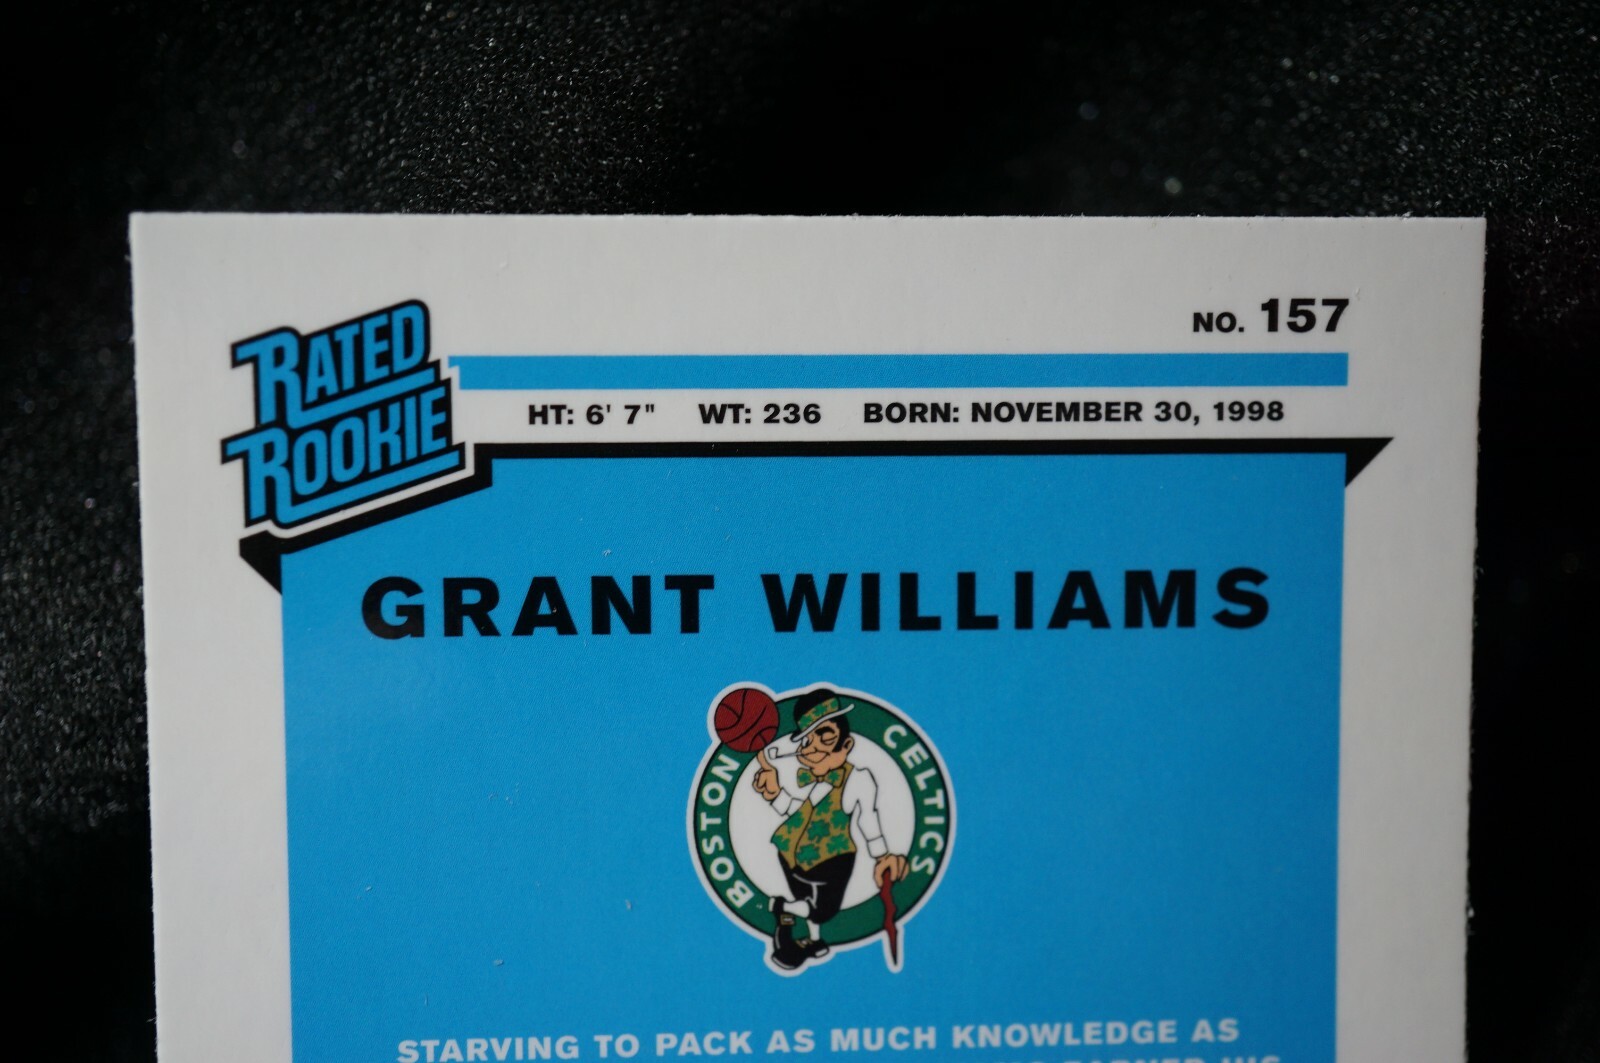 NO. 157
RATED
ROOKIE
HT: 6' 7" WT: 236 BORN: NOVEMBER 30, 1998
GRANT WILLIAMS
BOSTON CELTICS
STARVING TO PACK AS MUCH KNOWLEDGE AS